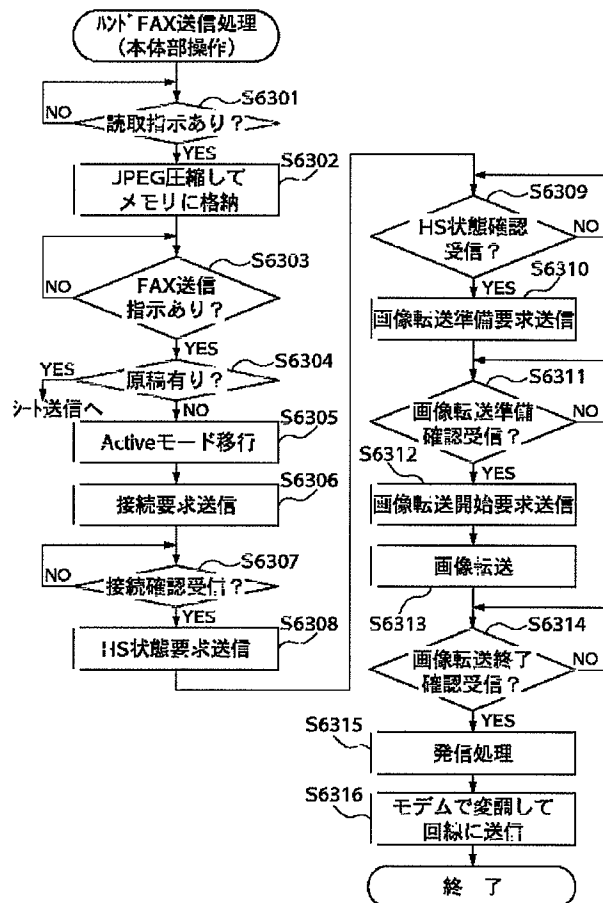 ﾊﾝﾄﾞFAX送信処理
(本体部操作)
S6301
NO
読取指示あり？
YES
S6302
JPEG圧縮して
メモリに格納
S6303
NO
FAX送信
指示あり？
YES
S6304
YES
原稿有り？
ｼｰﾄ送信へ
NO
S6305
Activeモード移行
S6306
接続要求送信
S6307
NO
接続確認受信？
YES
S6308
HS状態要求送信
S6309
HS状態確認
受信？
NO
YES
S6310
画像転送準備要求送信
S6311
画像転送準備
確認受信？
NO
S6312
YES
画像転送開始要求送信
画像転送
S6313
S6314
画像転送終了
確認受信？
NO
YES
S6315
発信処理
S6316
モデムで変調して
回線に送信
終 了